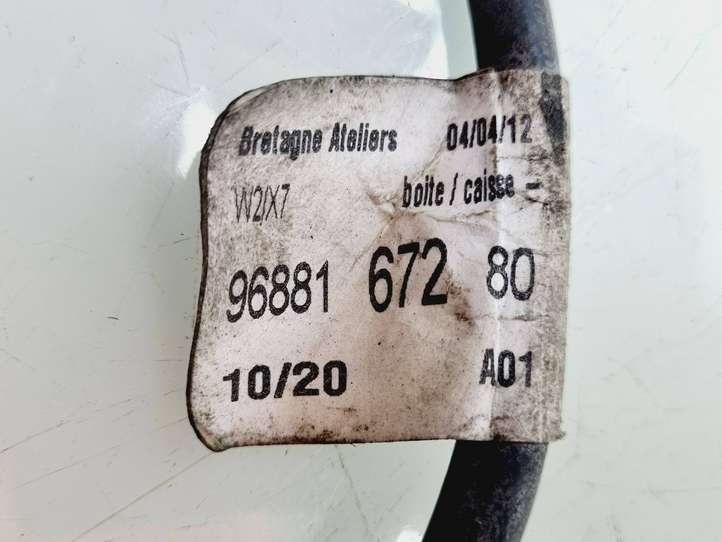 Bretagne Ateliers 04/04/12
W2/X7 boite / caisse -
96881 672 80
10/20 A01